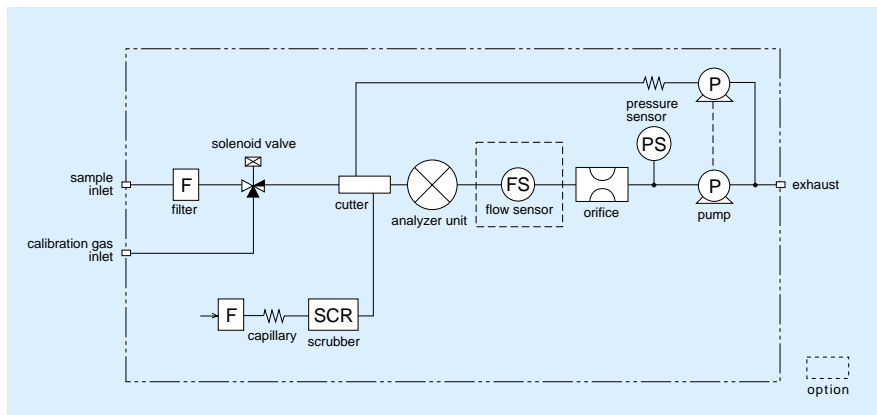 P
pressure
sensor
PS
solenoid valve
sample
inlet
F
filter
cutter
analyzer unit
FS
flow sensor
orifice
P
pump
exhaust
calibration gas
inlet
F
capillary
SCR
scrubber
option